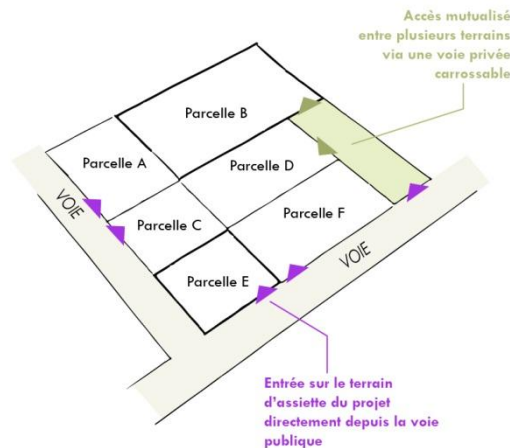 Accès mutualisé
entre plusieurs terrains
via une voie privée
carrossable
Parcelle B
Parcelle A
Parcelle D
VOIE
Parcelle C
Parcelle F
VOIE
Parcelle E
Entrée sur le terrain
d'assiette du projet
directement depuis la voie
publique